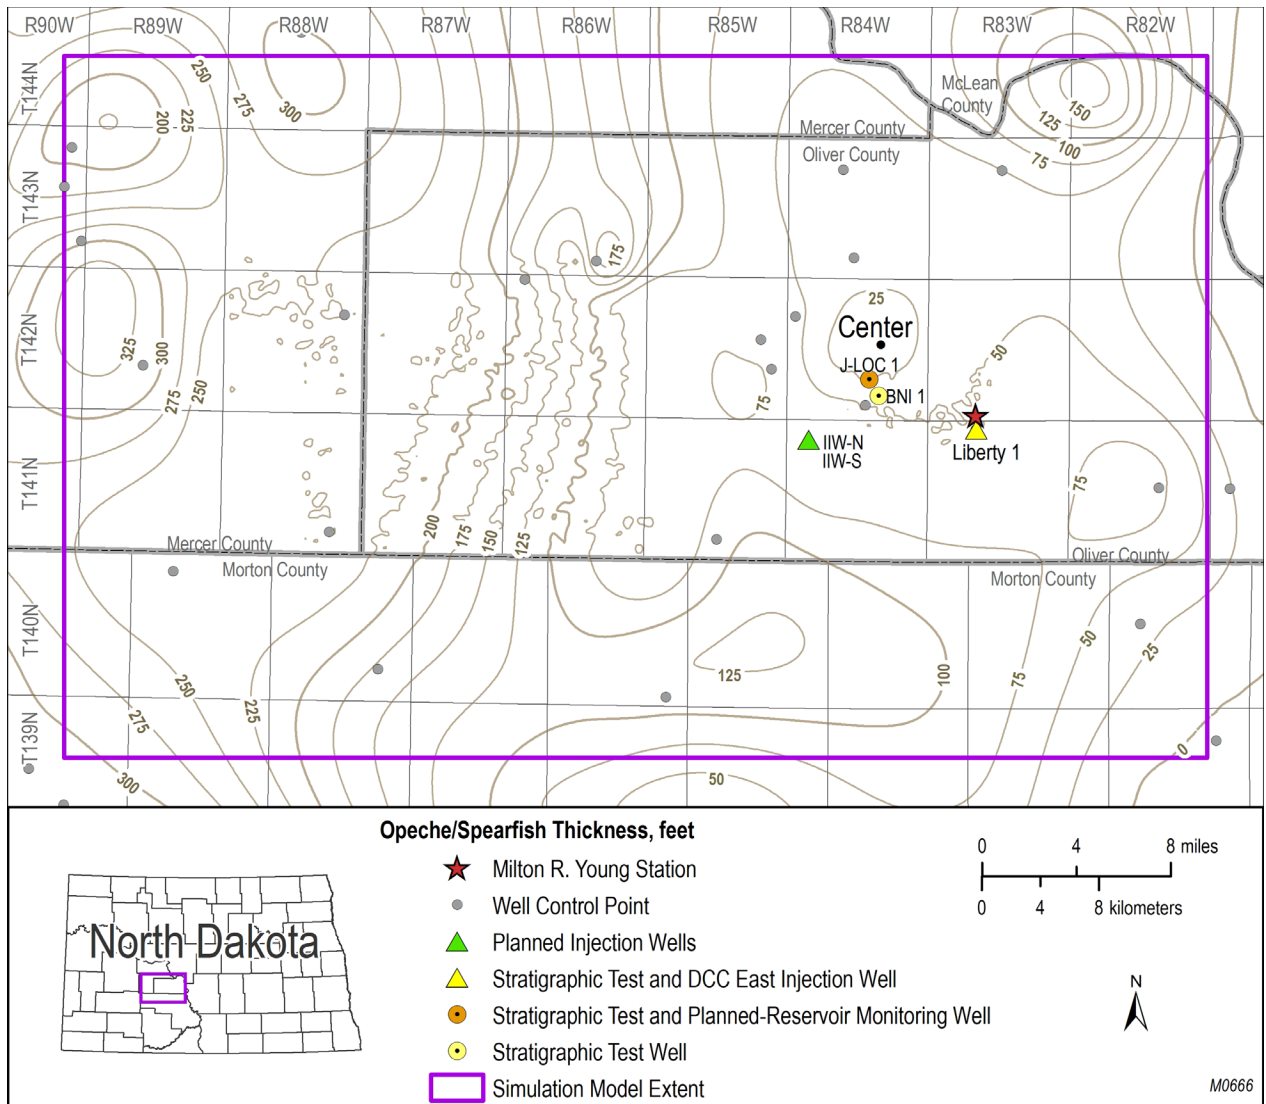 R90W R89W R88W R87W R86W R85W R84W R83W R82W
T144N
T143N
T142N
T141N
T140N
T139N
250
275
300
200
225
McLean
County
150
125
100
75
Mercer County
Oliver County
175
25
Center
J-LOC 1
BNI 1
50
325
300
275
250
75
IIW-N
IIW-S
Liberty 1
75
200
175
150
125
Mercer County
Morton County
Oliver County
Morton County
250
225
275
300
125
100
75
50
25
0
50
Opeche/Spearfish Thickness, feet
Milton R. Young Station
Well Control Point
Planned Injection Wells
Stratigraphic Test and DCC East Injection Well
Stratigraphic Test and Planned-Reservoir Monitoring Well
Stratigraphic Test Well
Simulation Model Extent
North Dakota
0 4 8 miles
0 4 8 kilometers
N
M0666